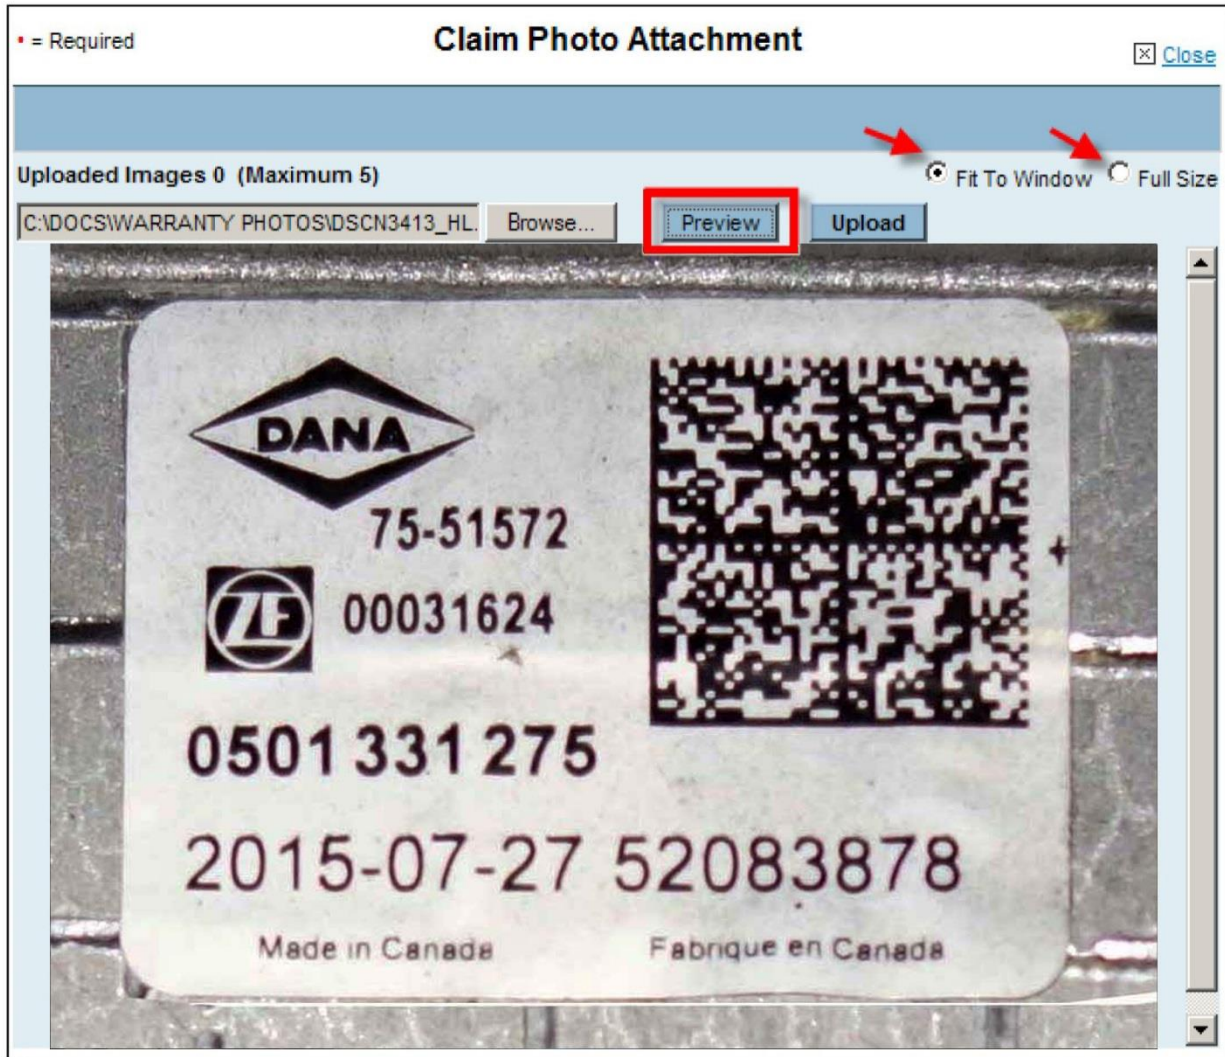 • = Required
Claim Photo Attachment
Close
Uploaded Images 0 (Maximum 5)
Fit To Window
Full Size
C:\DOCS\WARRANTY PHOTOS\DSCN3413_HL.
Browse...
Preview
Upload
DANA
75-51572
ZF
00031624
0501 331 275
2015-07-27 52083878
Made in Canada
Fabrique en Canada